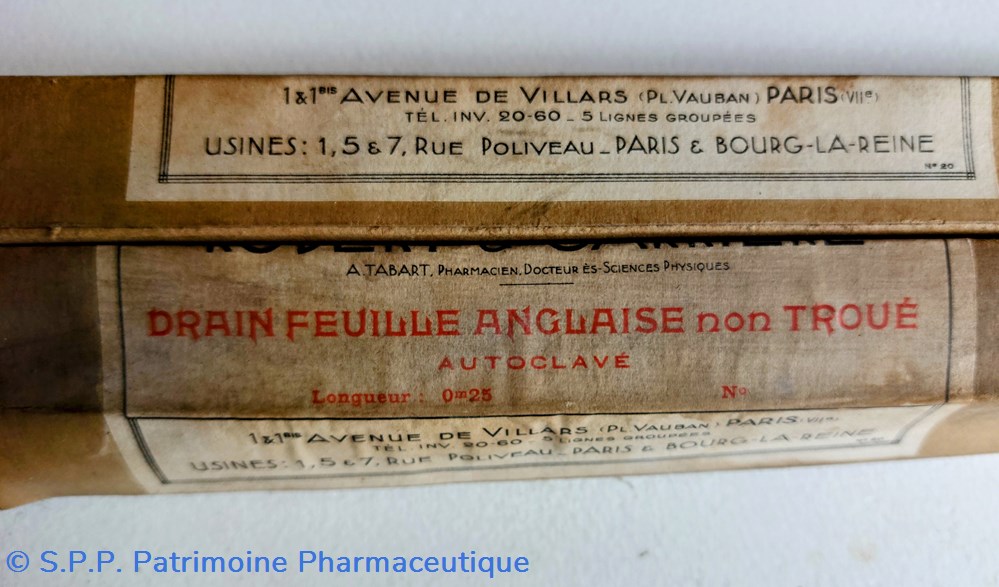 1 & 1BIS AVENUE DE VILLARS (PL. VAUBAN) PARIS (VIIe)
TÉL. INV. 20-60 _ 5 LIGNES GROUPÉES
USINES: 1, 5 & 7, RUE POLIVEAU _ PARIS & BOURG-LA-REINE
No 20
A. TABART, PHARMACIEN, DOCTEUR ÈS-SCIENCES PHYSIQUES
DRAIN FEUILLE ANGLAISE non TROUÉ
AUTOCLAVÉ
Longueur : 0m25 No
1 & 1BIS AVENUE DE VILLARS (PL. VAUBAN) PARIS (VIIe)
TÉL. INV. 20-60 - 5 LIGNES GROUPÉES
USINES: 1, 5 & 7, RUE POLIVEAU _ PARIS & BOURG-LA-REINE
© S.P.P. Patrimoine Pharmaceutique